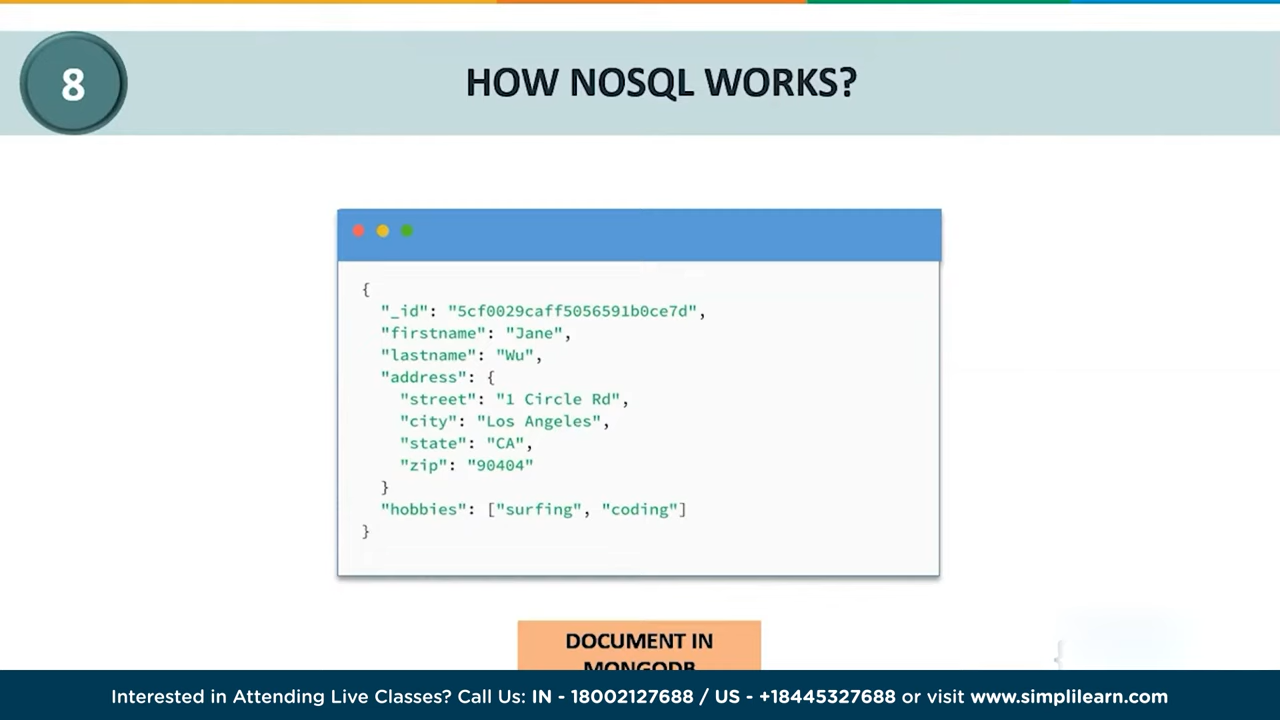 8
HOW NOSQL WORKS?
{
"_id": "5cf0029caff5056591b0ce7d",
"firstname": "Jane",
"lastname": "Wu",
"address": {
"street": "1 Circle Rd",
"city": "Los Angeles",
"state": "CA",
"zip": "90404"
}
"hobbies": ["surfing", "coding"]
}
DOCUMENT IN
MONGODB
Interested in Attending Live Classes? Call Us: IN - 18002127688 / US - +18445327688 or visit www.simplilearn.com